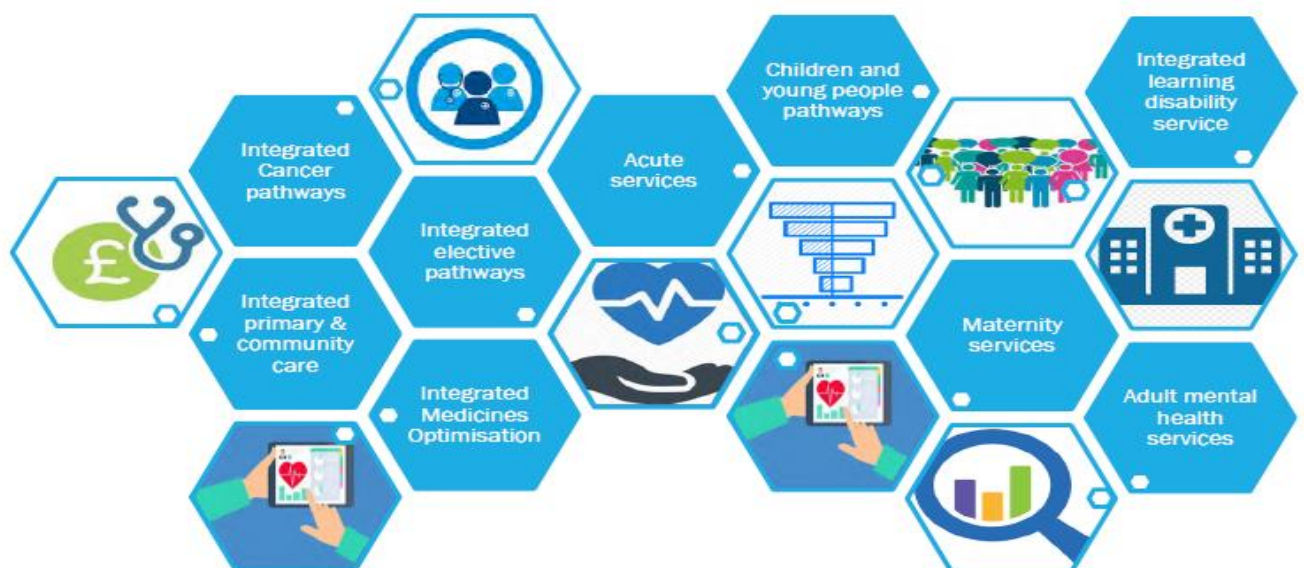 Integrated
Cancer
pathways
Integrated
primary &
community
care
£
Integrated
elective
pathways
Integrated
Medicines
Optimisation
Acute
services
Children and
young people
pathways
Maternity
services
Integrated
learning
disability
service
Adult mental
health
services